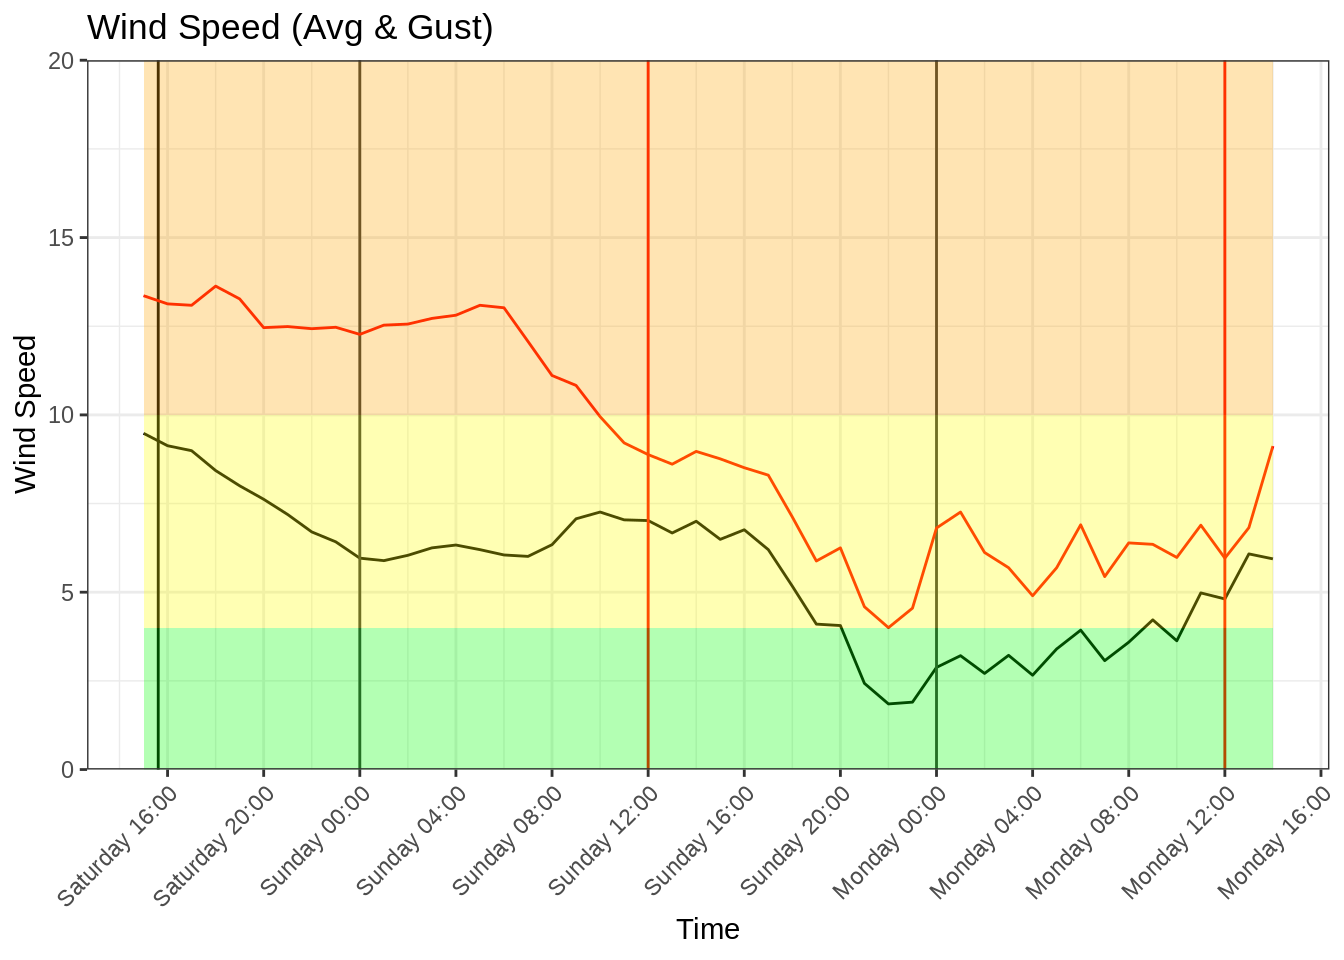 Wind Speed (Avg & Gust)
20
15
10
5
0
Wind Speed
Saturday 16:00
Saturday 20:00
Sunday 00:00
Sunday 04:00
Sunday 08:00
Sunday 12:00
Sunday 16:00
Sunday 20:00
Monday 00:00
Monday 04:00
Monday 08:00
Monday 12:00
Monday 16:00
Time